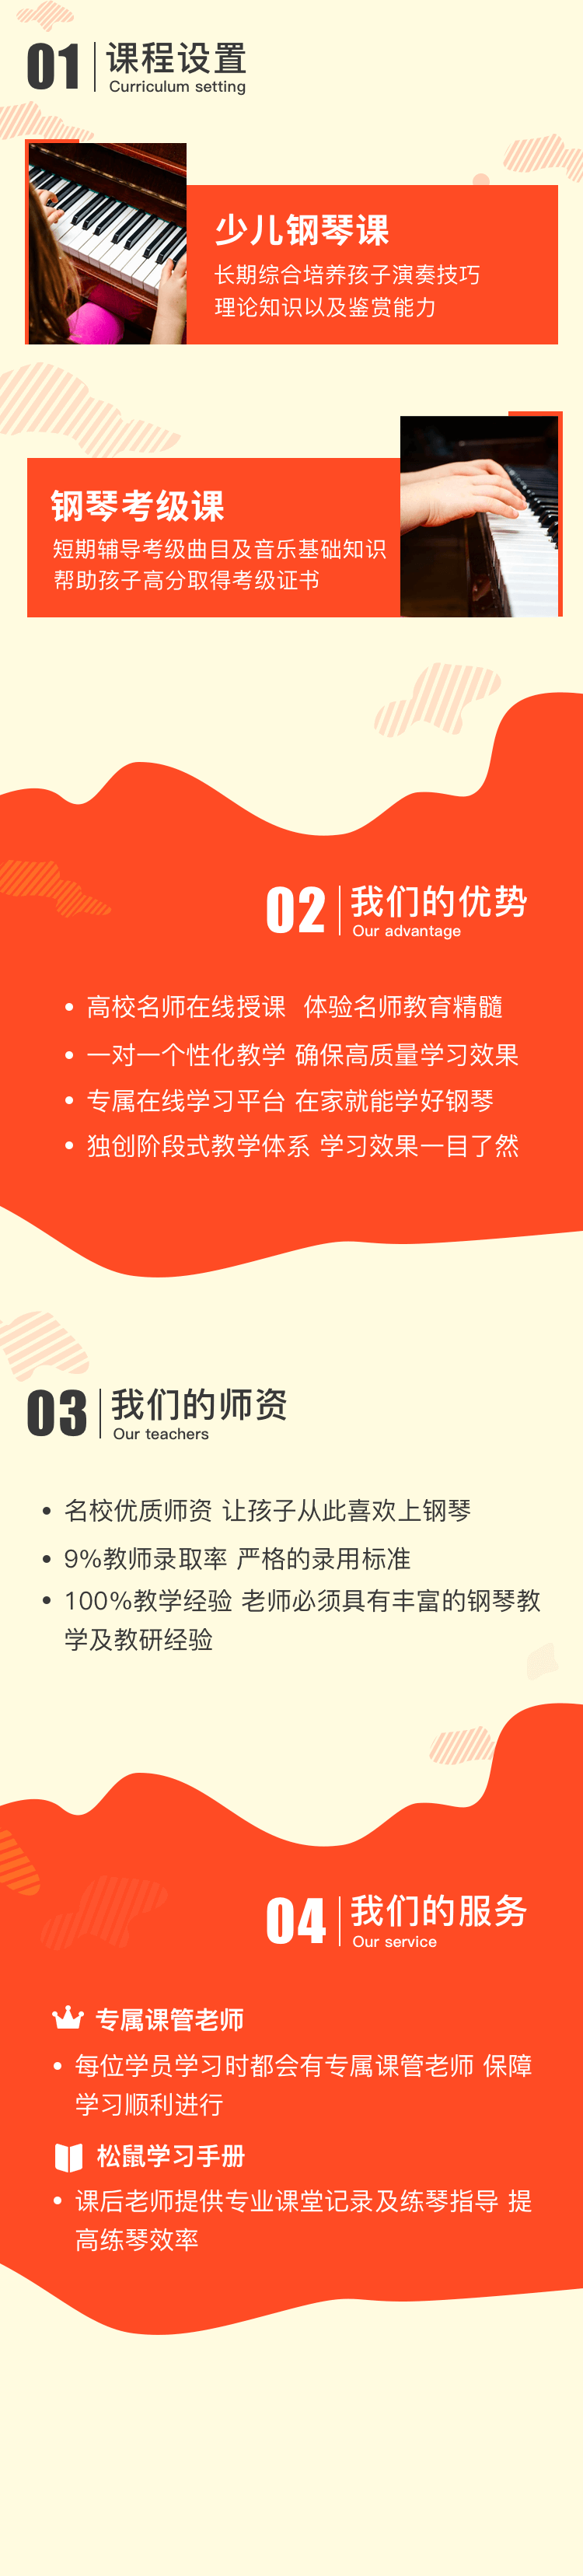 01
课程设置
Curriculum setting
少儿钢琴课
长期综合培养孩子演奏技巧
理论知识以及鉴赏能力
钢琴考级课
短期辅导考级曲目及音乐基础知识
帮助孩子高分取得考级证书
02
我们的优势
Our advantage
• 高校名师在线授课 体验名师教育精髓
• 一对一个性化教学 确保高质量学习效果
• 专属在线学习平台 在家就能学好钢琴
• 独创阶段式教学体系 学习效果一目了然
03
我们的师资
Our teachers
• 名校优质师资 让孩子从此喜欢上钢琴
• 9%教师录取率 严格的录用标准
• 100%教学经验 老师必须具有丰富的钢琴教
学及教研经验
04
我们的服务
Our service
专属课管老师
• 每位学员学习时都会有专属课管老师 保障
学习顺利进行
松鼠学习手册
• 课后老师提供专业课堂记录及练琴指导 提
高练琴效率